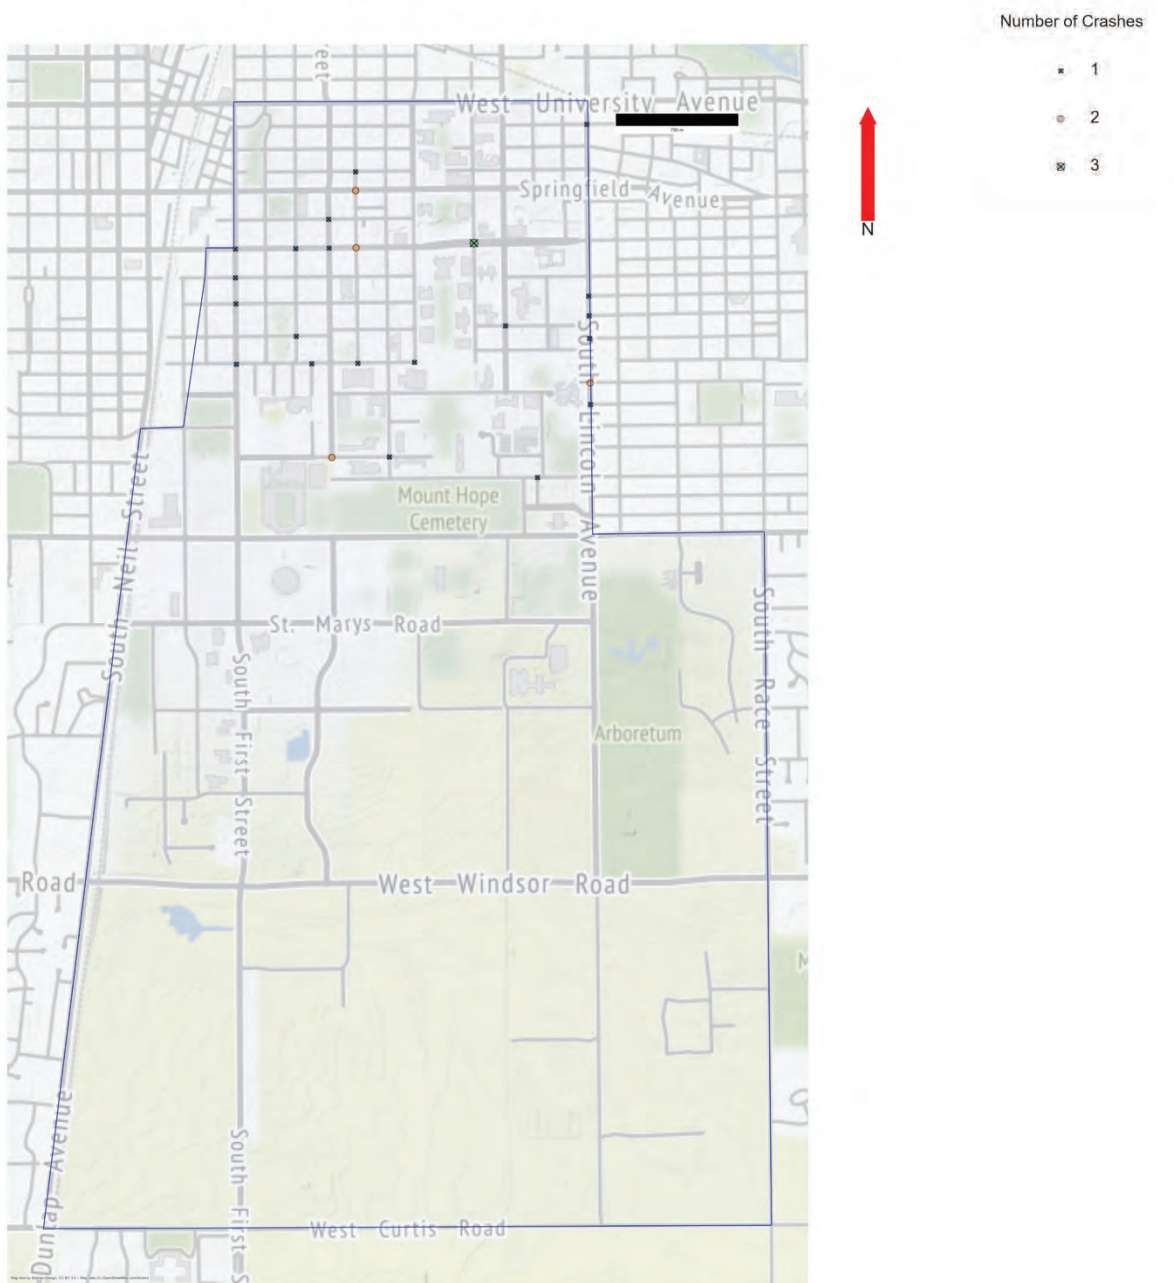 Number of Crashes
1
2
3
N
eet
West University Avenue
750 m
Springfield Avenue
South Lincoln Avenue
South Neil Street
Mount Hope
Cemetery
St. Marys Road
South First Street
Arboretum
South Race Street
Road
West Windsor Road
M
Dunlap Avenue
South First S
West Curtis Road